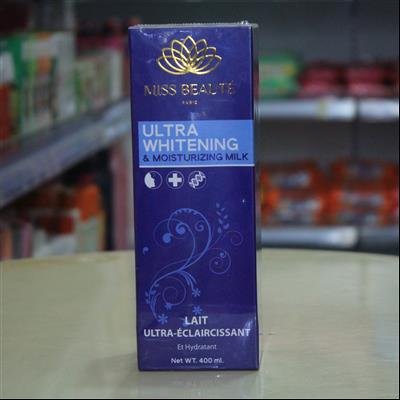 MISS BEAUTÉ
PARIS
ULTRA
WHITENING
& MOISTURIZING MILK
LAIT
ULTRA-ÉCLAIRCISSANT
Et Hydratant
NET WT. 400 ml.